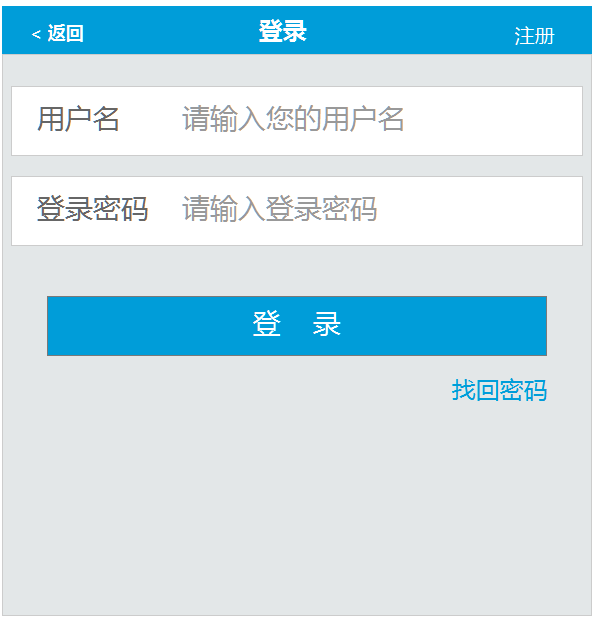 < 返回 登录 注册
用户名 请输入您的用户名
登录密码 请输入登录密码
登 录
找回密码